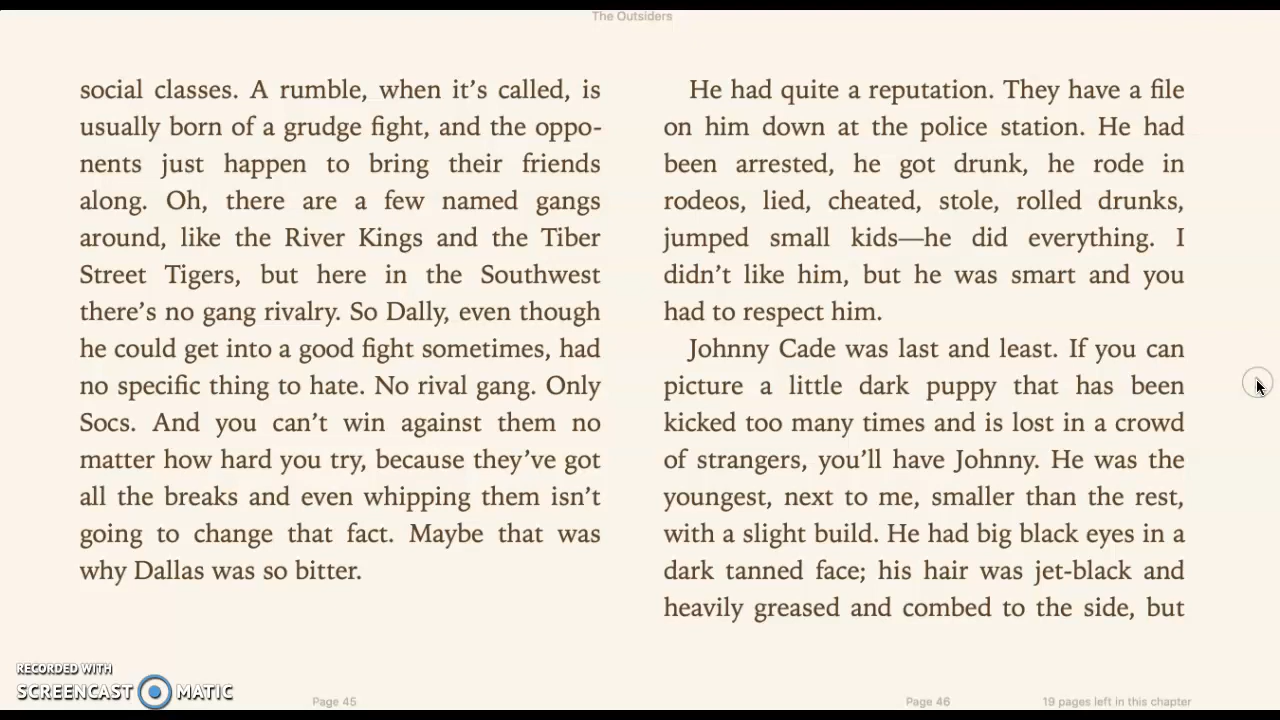 The Outsiders
social classes. A rumble, when it's called, is
usually born of a grudge fight, and the oppo-
nents just happen to bring their friends
along. Oh, there are a few named gangs
around, like the River Kings and the Tiber
Street Tigers, but here in the Southwest
there's no gang rivalry. So Dally, even though
he could get into a good fight sometimes, had
no specific thing to hate. No rival gang. Only
Socs. And you can't win against them no
matter how hard you try, because they've got
all the breaks and even whipping them isn't
going to change that fact. Maybe that was
why Dallas was so bitter.
He had quite a reputation. They have a file
on him down at the police station. He had
been arrested, he got drunk, he rode in
rodeos, lied, cheated, stole, rolled drunks,
jumped small kids—he did everything. I
didn't like him, but he was smart and you
had to respect him.
Johnny Cade was last and least. If you can
picture a little dark puppy that has been
kicked too many times and is lost in a crowd
of strangers, you'll have Johnny. He was the
youngest, next to me, smaller than the rest,
with a slight build. He had big black eyes in a
dark tanned face; his hair was jet-black and
heavily greased and combed to the side, but
RECORDED WITH
SCREENCAST MATIC
Page 45
Page 46
19 pages left in this chapter